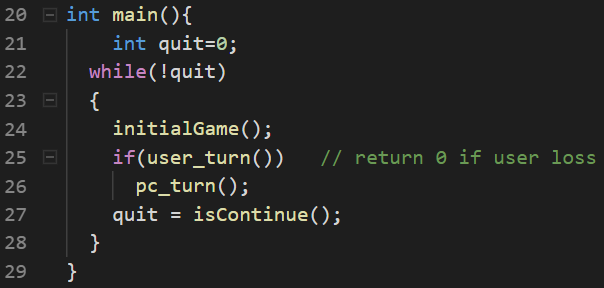 20 int main(){
21     int quit=0;
22   while(!quit)
23   {
24     initialGame();
25     if(user_turn())   // return 0 if user loss
26       pc_turn();
27     quit = isContinue();
28   }
29 }